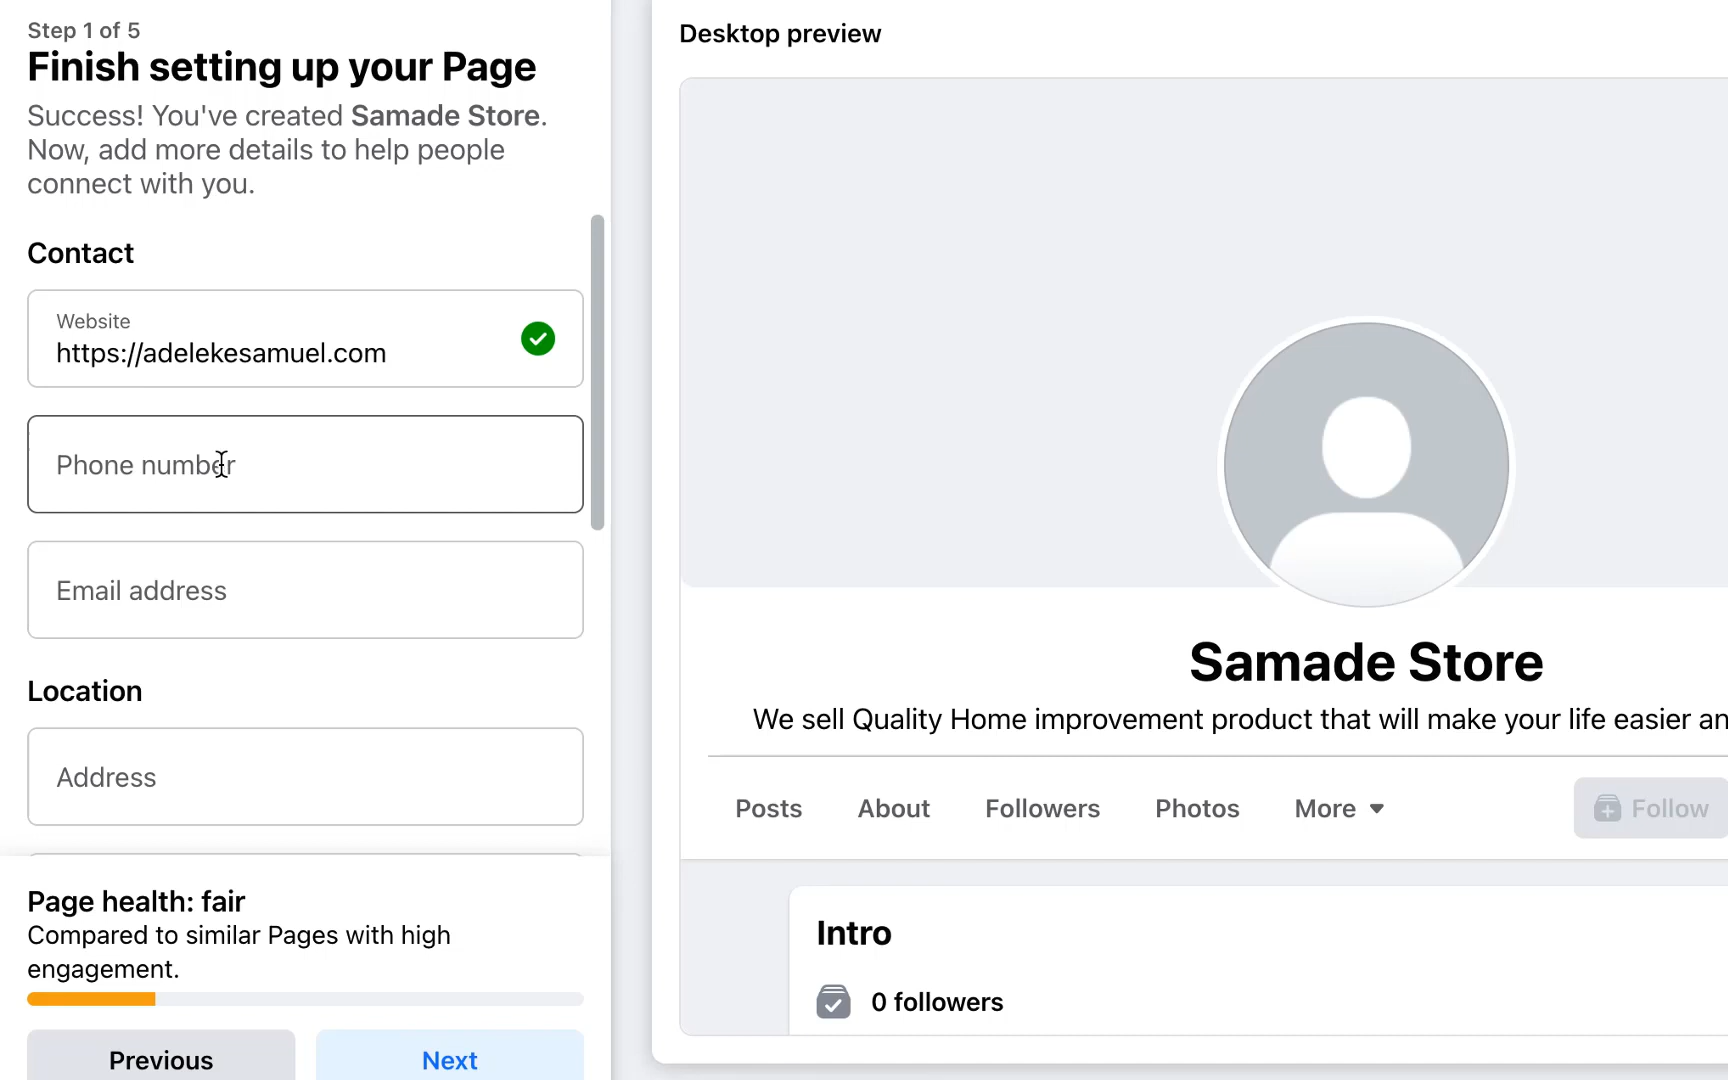 Step 1 of 5
Finish setting up your Page
Success! You've created Samade Store.
Now, add more details to help people
connect with you.
Contact
Website
https://adelekesamuel.com
Phone number
Email address
Location
Address
Page health: fair
Compared to similar Pages with high
engagement.
Previous
Next
Desktop preview
Samade Store
We sell Quality Home improvement product that will make your life easier an
Posts
About
Followers
Photos
More
Follow
Intro
0 followers